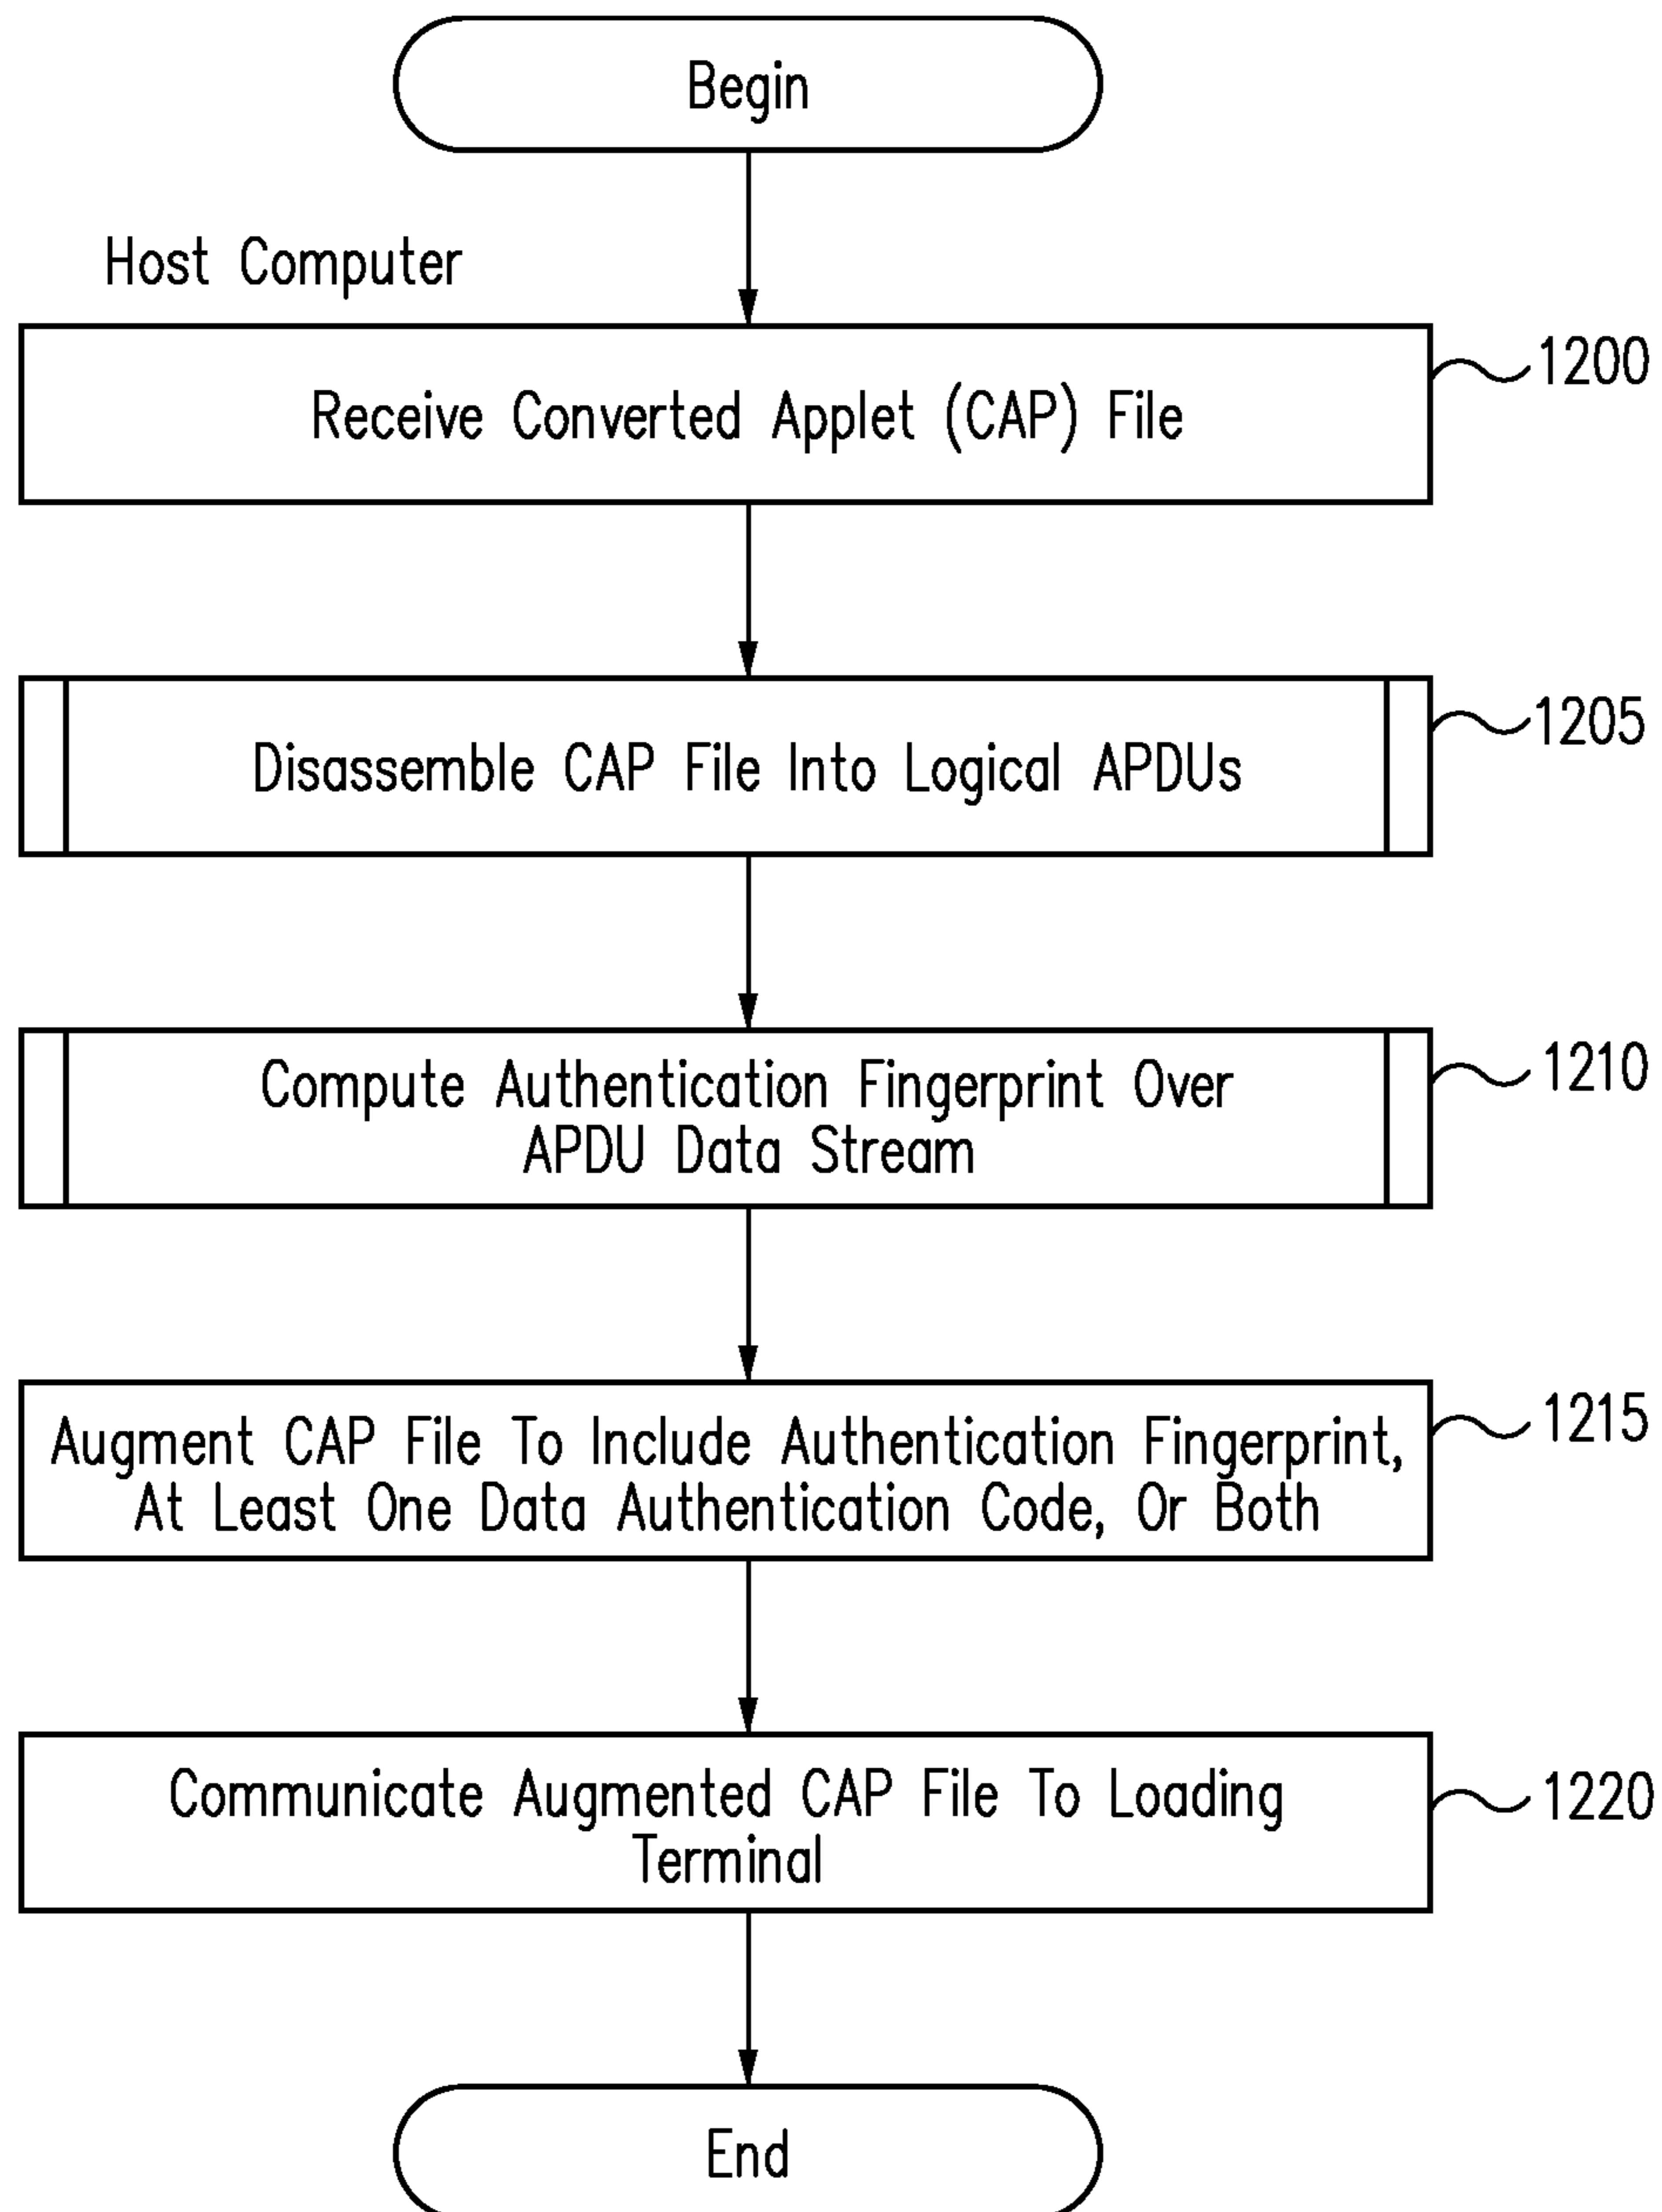 Begin
Host Computer
Receive Converted Applet (CAP) File
1200
Disassemble CAP File Into Logical APDUs
1205
Compute Authentication Fingerprint Over
APDU Data Stream
1210
Augment CAP File To Include Authentication Fingerprint,
At Least One Data Authentication Code, Or Both
1215
Communicate Augmented CAP File To Loading
Terminal
1220
End